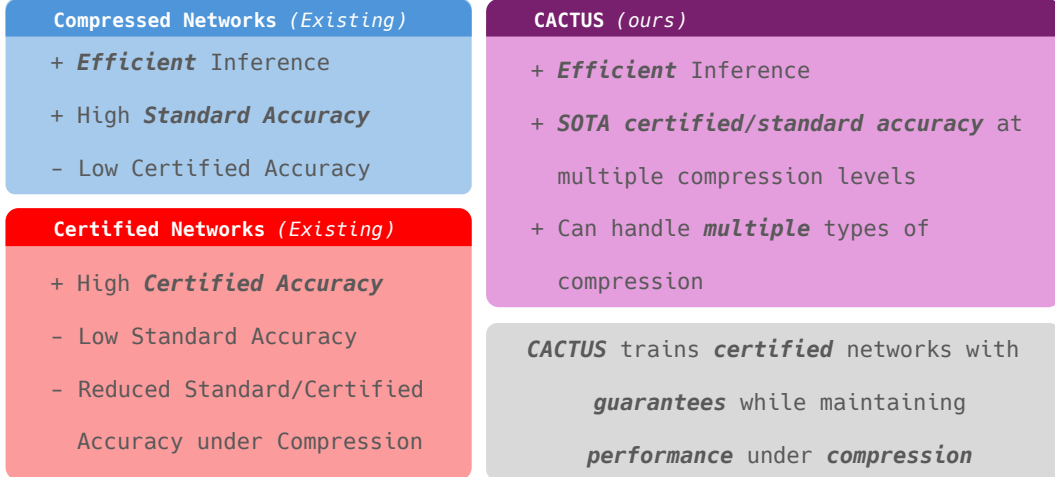 Compressed Networks (Existing)
+ Efficient Inference
+ High Standard Accuracy
- Low Certified Accuracy
Certified Networks (Existing)
+ High Certified Accuracy
- Low Standard Accuracy
- Reduced Standard/Certified
Accuracy under Compression
CACTUS (ours)
+ Efficient Inference
+ SOTA certified/standard accuracy at
multiple compression levels
+ Can handle multiple types of
compression
CACTUS trains certified networks with
guarantees while maintaining
performance under compression